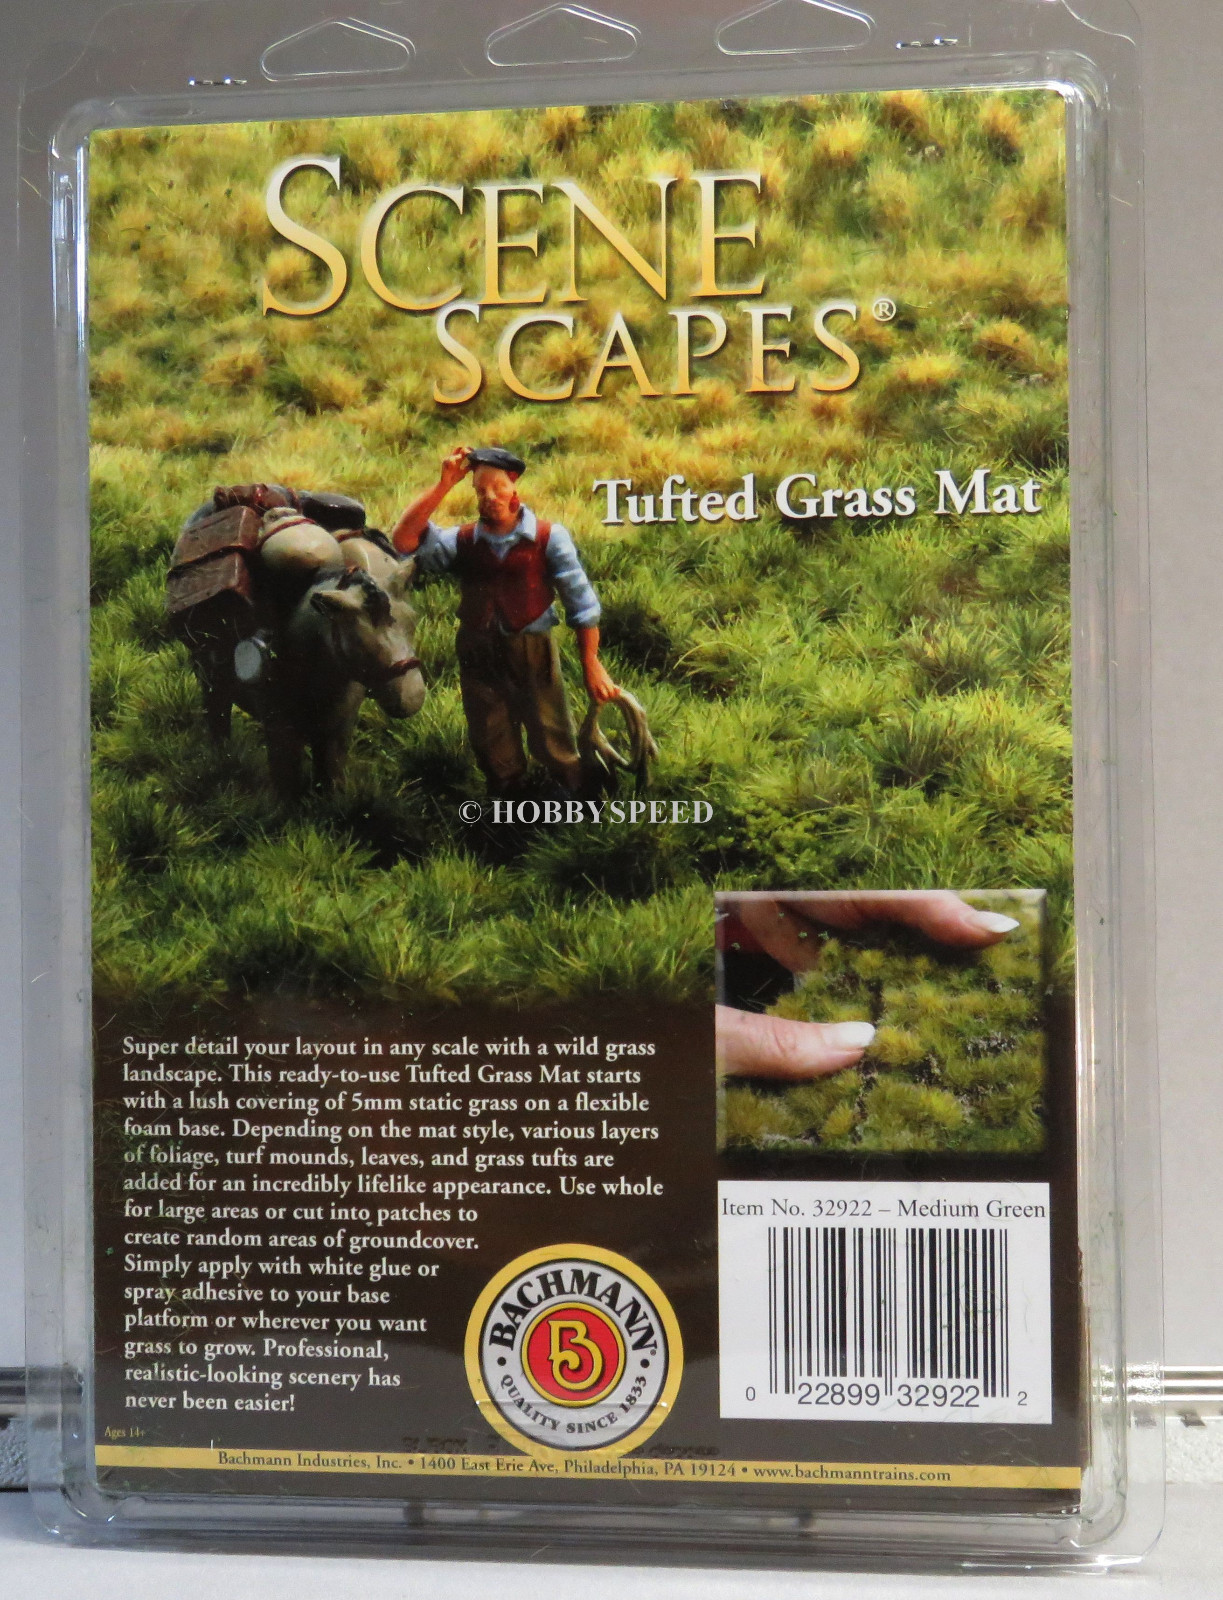 SCENE
SCAPES®
Tufted Grass Mat
© HOBBYSPEED
Super detail your layout in any scale with a wild grass
landscape. This ready-to-use Tufted Grass Mat starts
with a lush covering of 5mm static grass on a flexible
foam base. Depending on the mat style, various layers
of foliage, turf mounds, leaves, and grass tufts are
added for an incredibly lifelike appearance. Use whole
for large areas or cut into patches to
create random areas of groundcover.
Simply apply with white glue or
spray adhesive to your base
platform or wherever you want
grass to grow. Professional,
realistic-looking scenery has
never been easier!
Ages 14+
BACHMANN®
B
• QUALITY SINCE 1833 •
Item No. 32922 – Medium Green
0 22899 32922 2
Bachmann Industries, Inc. • 1400 East Erie Ave, Philadelphia, PA 19124 • www.bachmanntrains.com